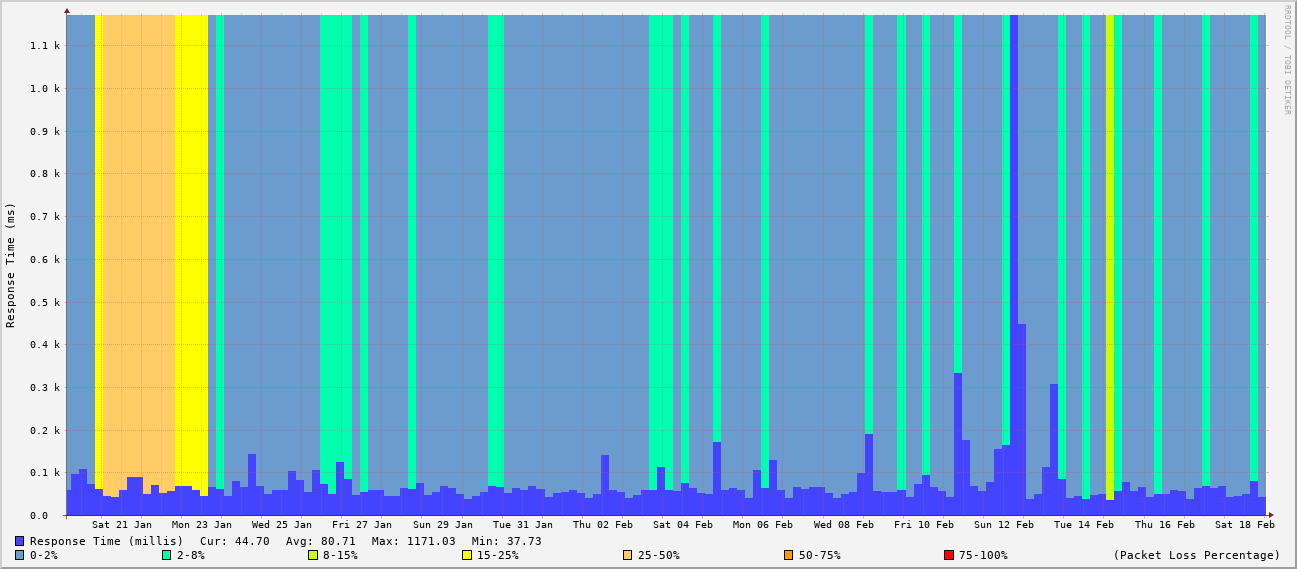 RRDTOOL / TOBI OETIKER
Response Time (ms)
1.1 k
1.0 k
0.9 k
0.8 k
0.7 k
0.6 k
0.5 k
0.4 k
0.3 k
0.2 k
0.1 k
0.0
Sat 21 Jan Mon 23 Jan Wed 25 Jan Fri 27 Jan Sun 29 Jan Tue 31 Jan Thu 02 Feb Sat 04 Feb Mon 06 Feb Wed 08 Feb Fri 10 Feb Sun 12 Feb Tue 14 Feb Thu 16 Feb Sat 18 Feb
Response Time (millis) Cur: 44.70 Avg: 80.71 Max: 1171.03 Min: 37.73
0-2% 2-8% 8-15% 15-25% 25-50% 50-75% 75-100% (Packet Loss Percentage)